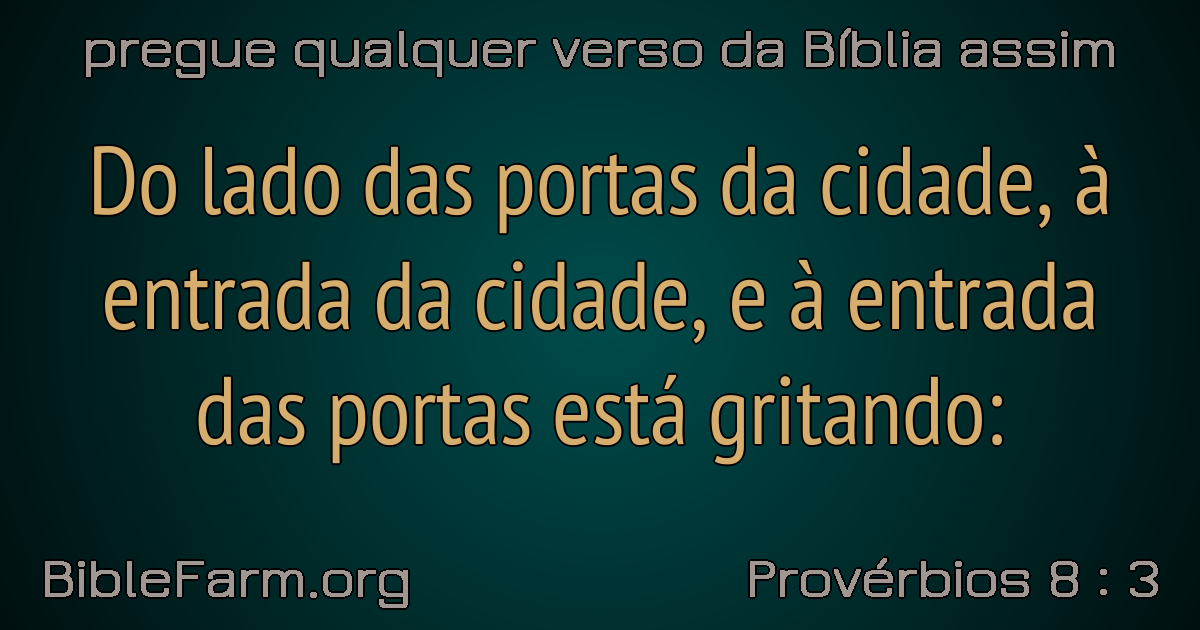 pregue qualquer verso da Bíblia assim
Do lado das portas da cidade, à
entrada da cidade, e à entrada
das portas está gritando:
BibleFarm.org
Provérbios 8 : 3